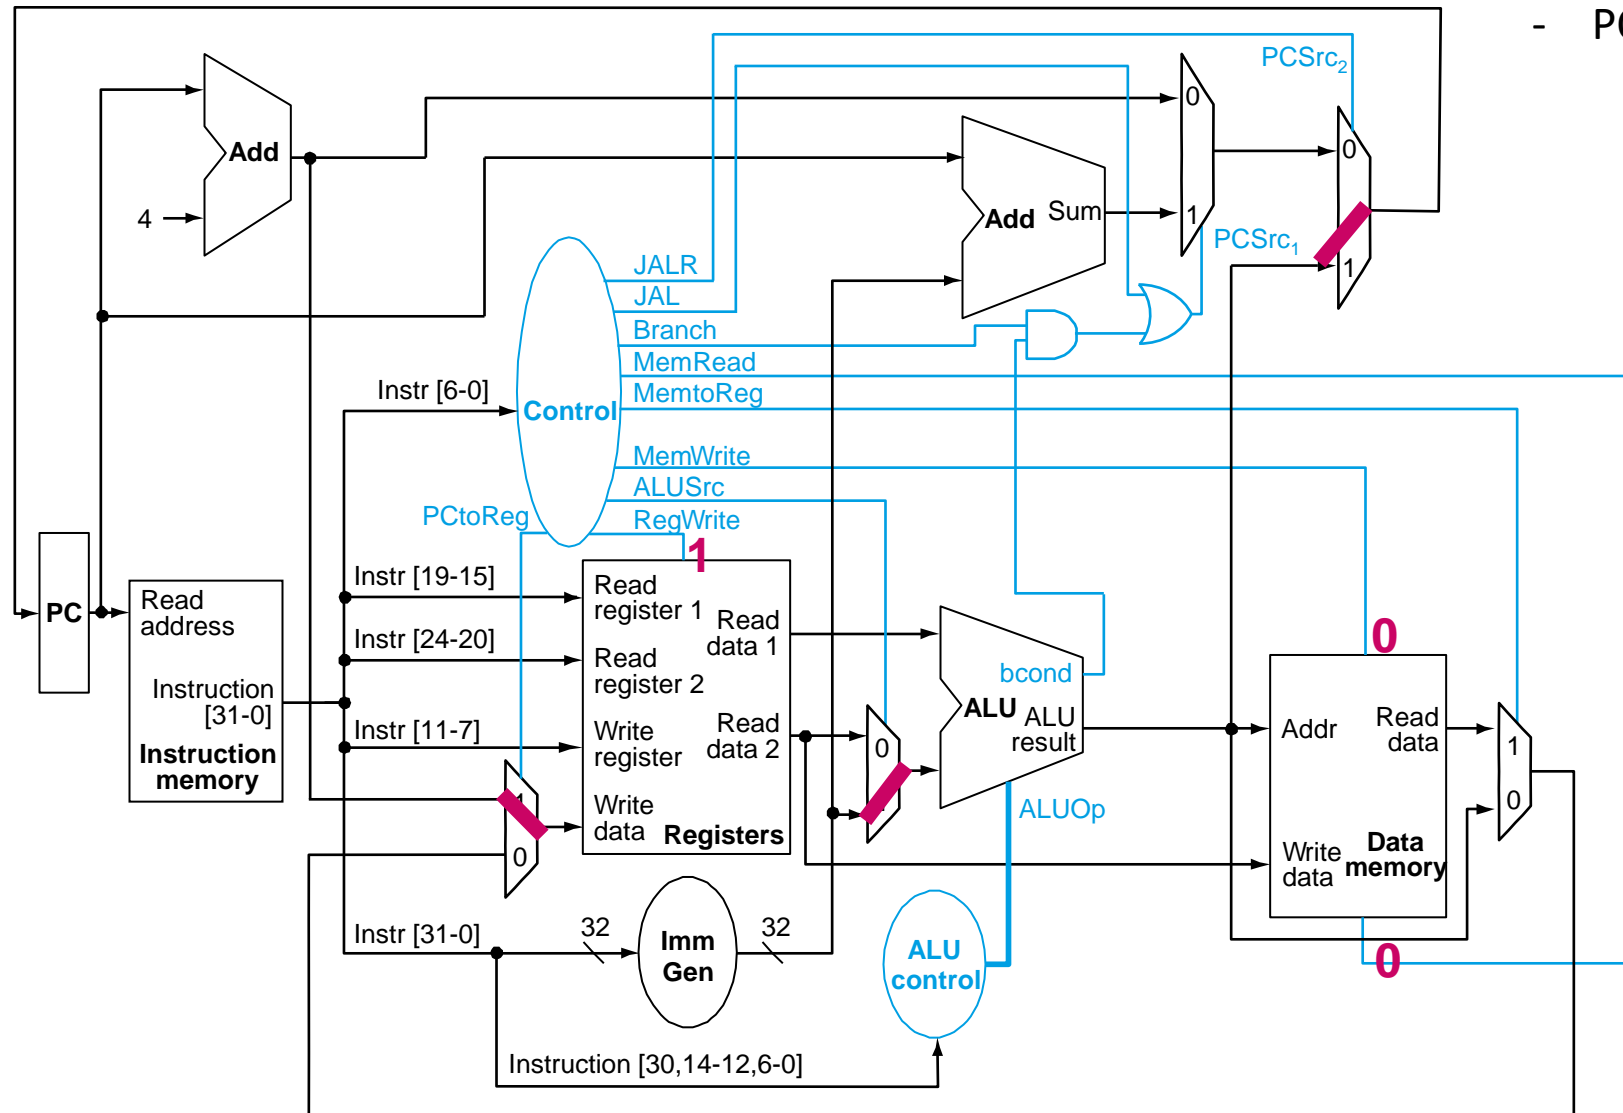 - PC
PCSrc2
0
Add
0
4
Add
Sum
1
PCSrc1
1
JALR
JAL
Branch
MemRead
MemtoReg
Instr [6-0]
Control
MemWrite
ALUSrc
PCtoReg
RegWrite
1
Instr [19-15]
Read
register 1
Read
data 1
PC
Read
address
Instr [24-20]
Read
register 2
0
bcond
Instruction
[31-0]
Instr [11-7]
Write
register
Read
data 2
0
ALU
ALU
result
Addr
Read
data
1
Instruction
memory
Write
data
Registers
0
ALUOp
0
Write
data
Data
memory
Instr [31-0]
32
Imm
Gen
32
ALU
control
0
Instruction [30,14-12,6-0]